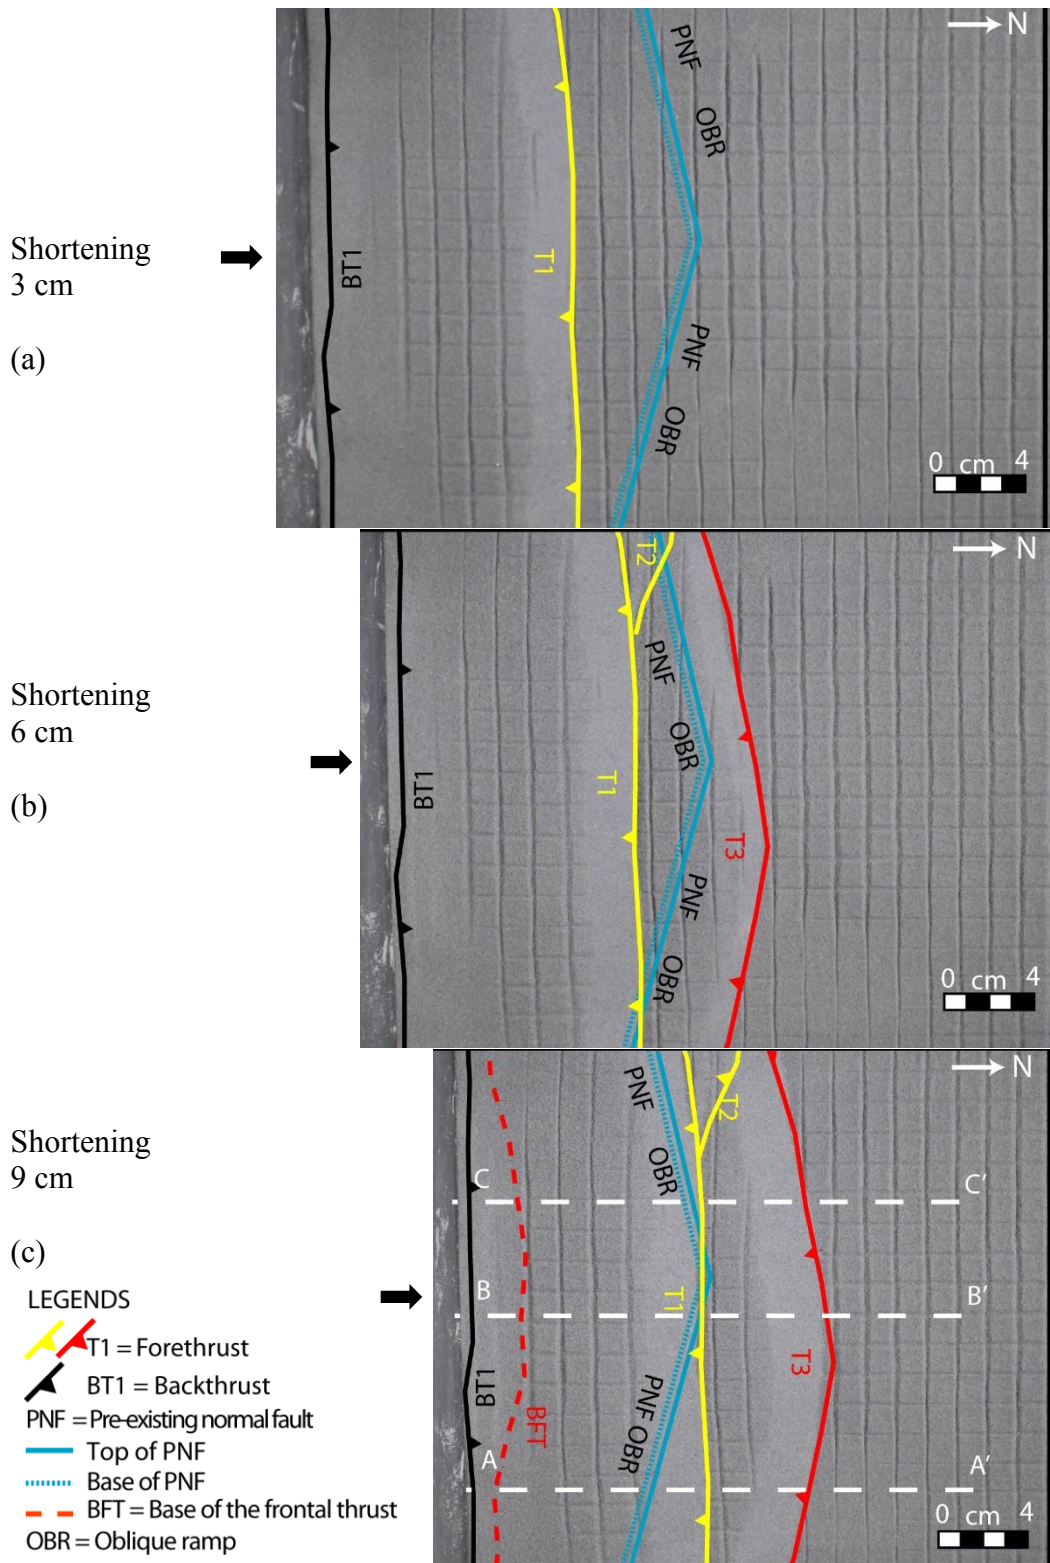 N
PNF
OBR
Shortening
3 cm
(a)
BT1
T1
PNF
OBR
0 cm 4
N
T2
PNF
OBR
Shortening
6 cm
(b)
BT1
T1
T3
PNF
OBR
0 cm 4
N
PNF
T2
OBR
Shortening
9 cm
(c)
C C'
B B'
T1
T3
BT1
BFT
PNF OBR
A A'
0 cm 4
LEGENDS
T1 = Forethrust
BT1 = Backthrust
PNF = Pre-existing normal fault
Top of PNF
Base of PNF
BFT = Base of the frontal thrust
OBR = Oblique ramp